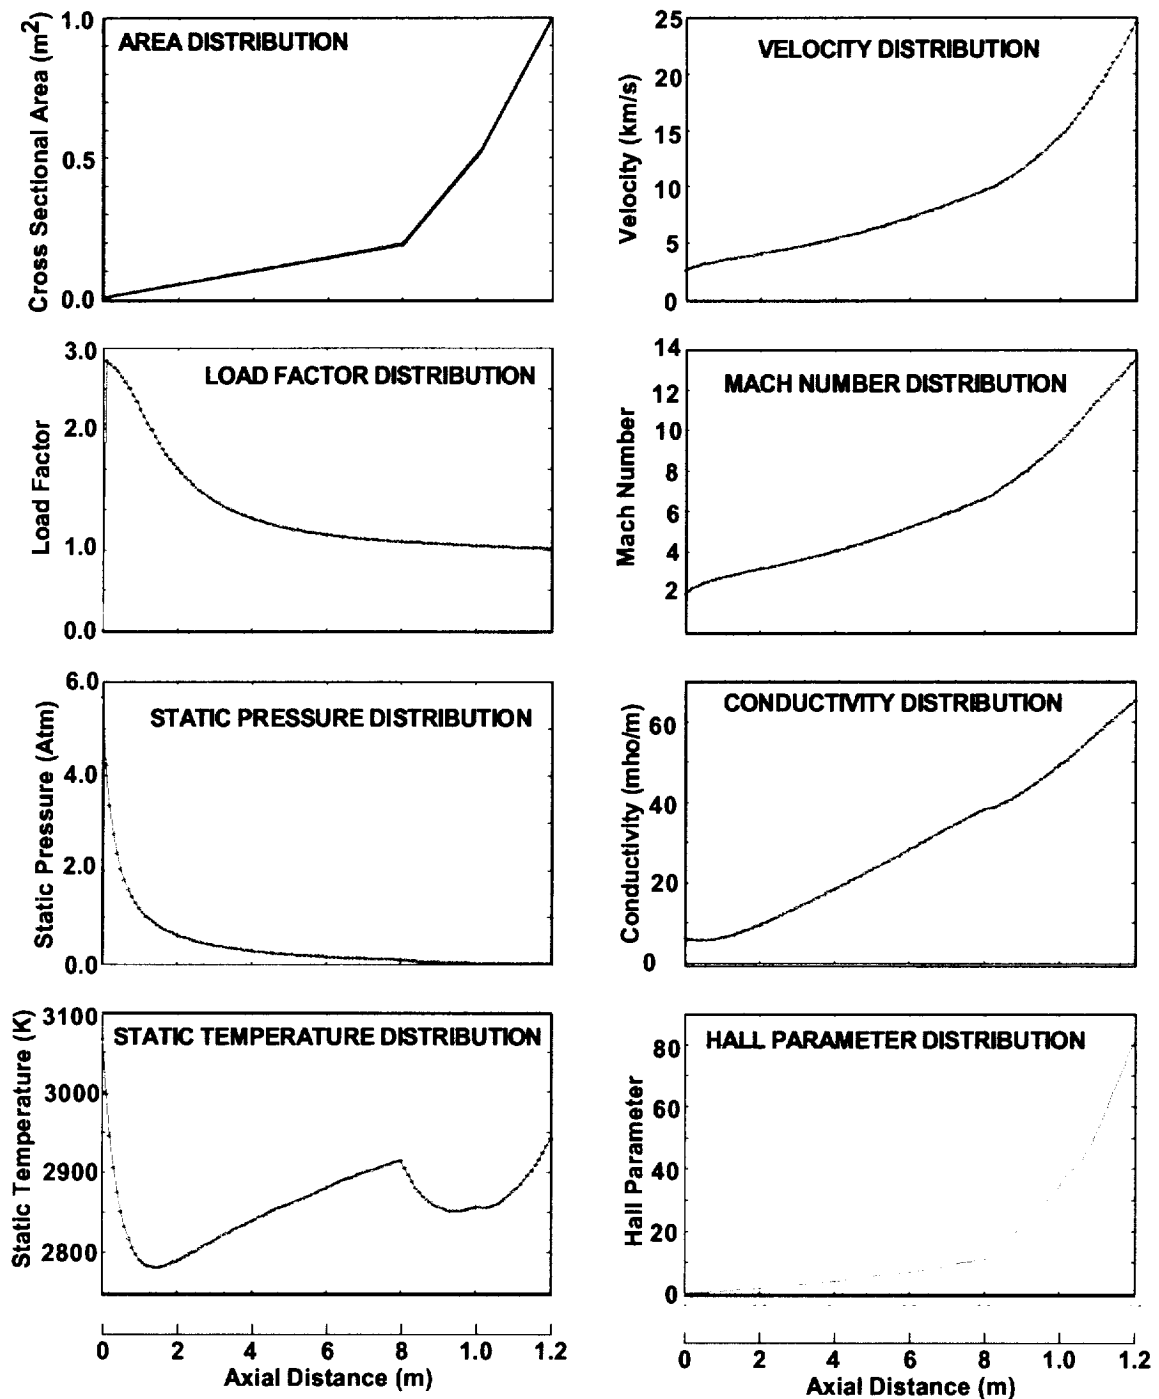 AREA DISTRIBUTION
Cross Sectional Area (m²)
1.0
0.5
0.0
VELOCITY DISTRIBUTION
Velocity (km/s)
25
20
15
10
5
0
LOAD FACTOR DISTRIBUTION
Load Factor
3.0
2.0
1.0
0.0
MACH NUMBER DISTRIBUTION
Mach Number
14
12
10
8
6
4
2
STATIC PRESSURE DISTRIBUTION
Static Pressure (Atm)
6.0
4.0
2.0
0.0
CONDUCTIVITY DISTRIBUTION
Conductivity (mho/m)
60
40
20
0
STATIC TEMPERATURE DISTRIBUTION
Static Temperature (K)
3100
3000
2900
2800
HALL PARAMETER DISTRIBUTION
Hall Parameter
80
60
40
20
0
0 2 4 6 8 1.0 1.2
Axial Distance (m)
0 2 4 6 8 1.0 1.2
Axial Distance (m)